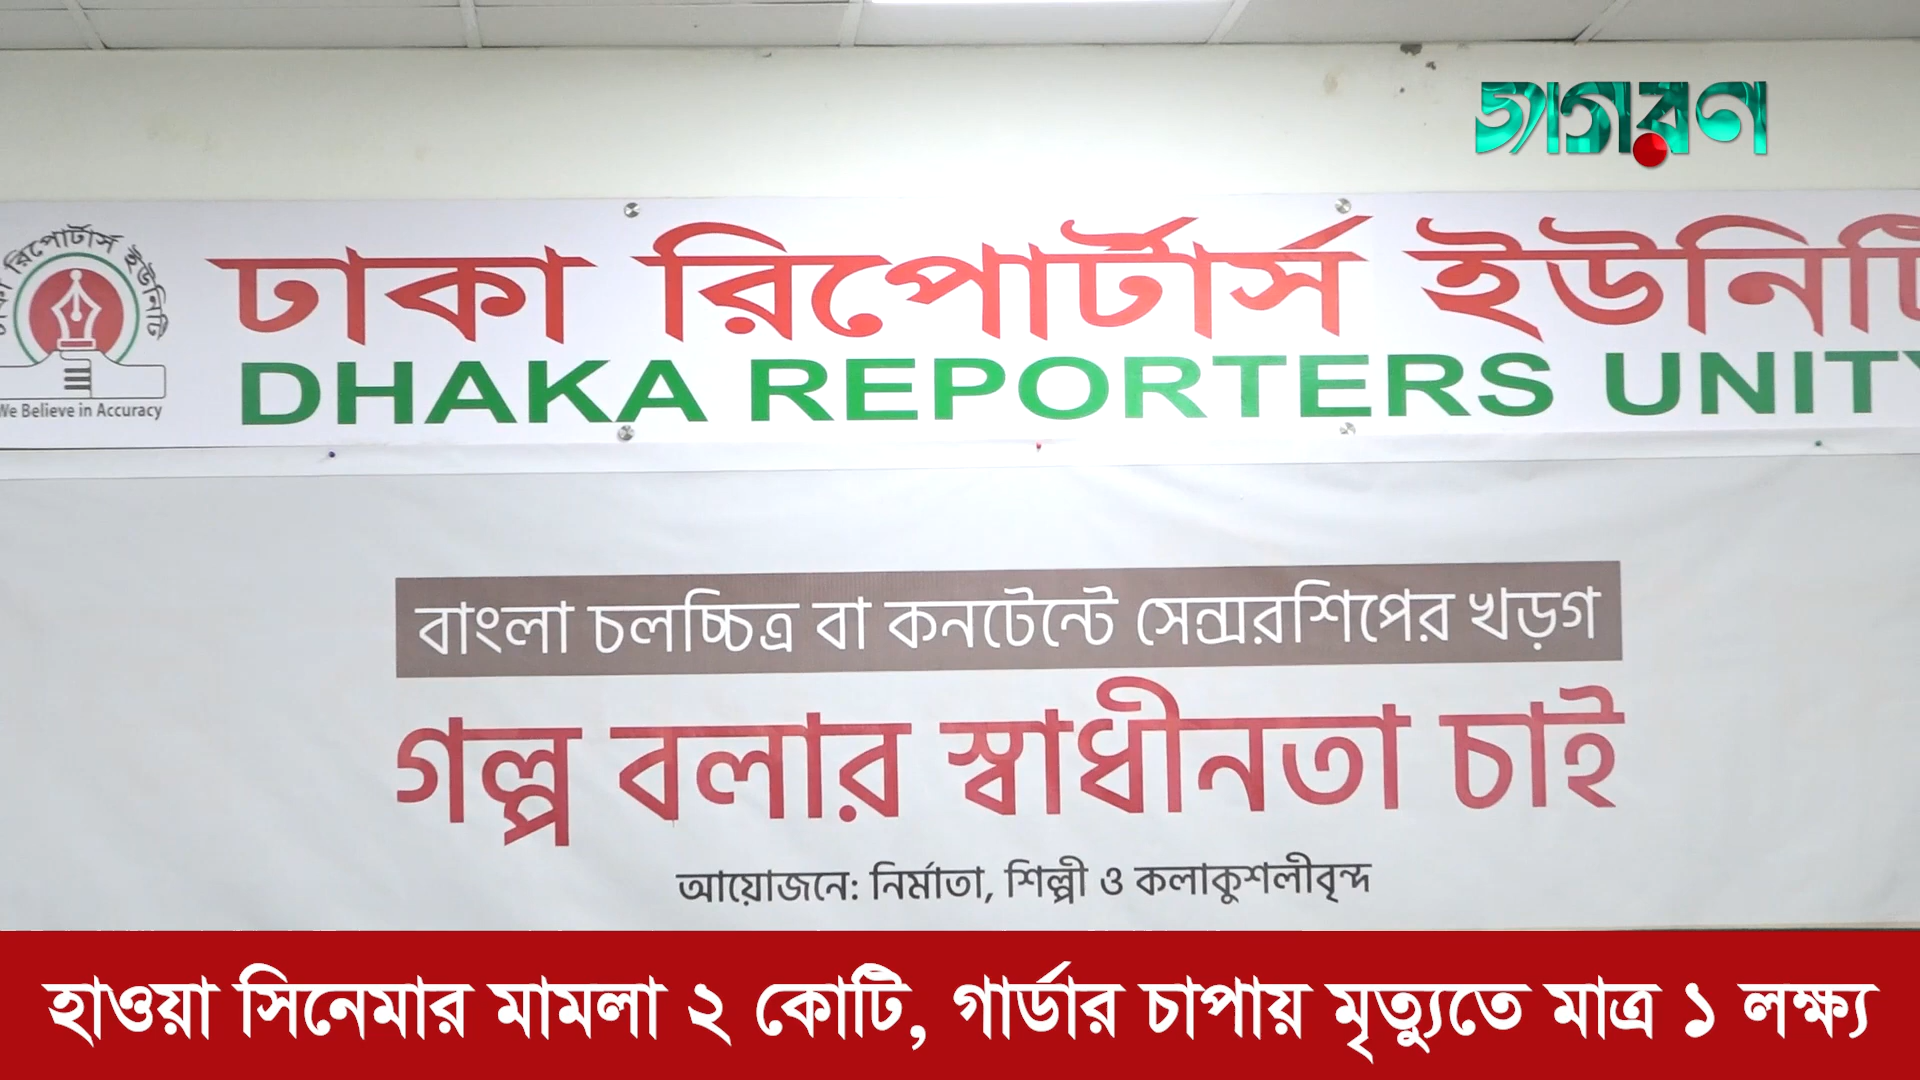 জাগরণ
ঢাকা রিপোর্টার্স ইউনিটি
ঢাকা রিপোর্টার্স ইউনিটি
DHAKA REPORTERS UNITY
We Believe in Accuracy
বাংলা চলচ্চিত্র বা কনটেন্টে সেন্সরশিপের খড়গ
গল্প বলার স্বাধীনতা চাই
আয়োজনে: নির্মাতা, শিল্পী ও কলাকুশলীবৃন্দ
হাওয়া সিনেমার মামলা ২ কোটি, গার্ডার চাপায় মৃত্যুতে মাত্র ১ লক্ষ্য